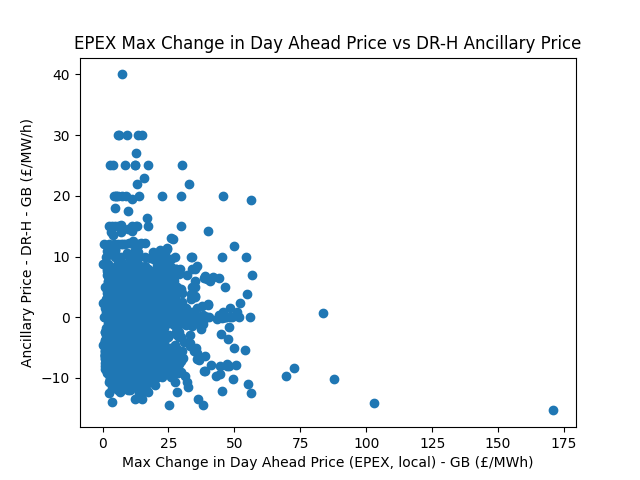 EPEX Max Change in Day Ahead Price vs DR-H Ancillary Price
40
30
20
10
0
−10
Ancillary Price - DR-H - GB (£/MW/h)
0 25 50 75 100 125 150 175
Max Change in Day Ahead Price (EPEX, local) - GB (£/MWh)